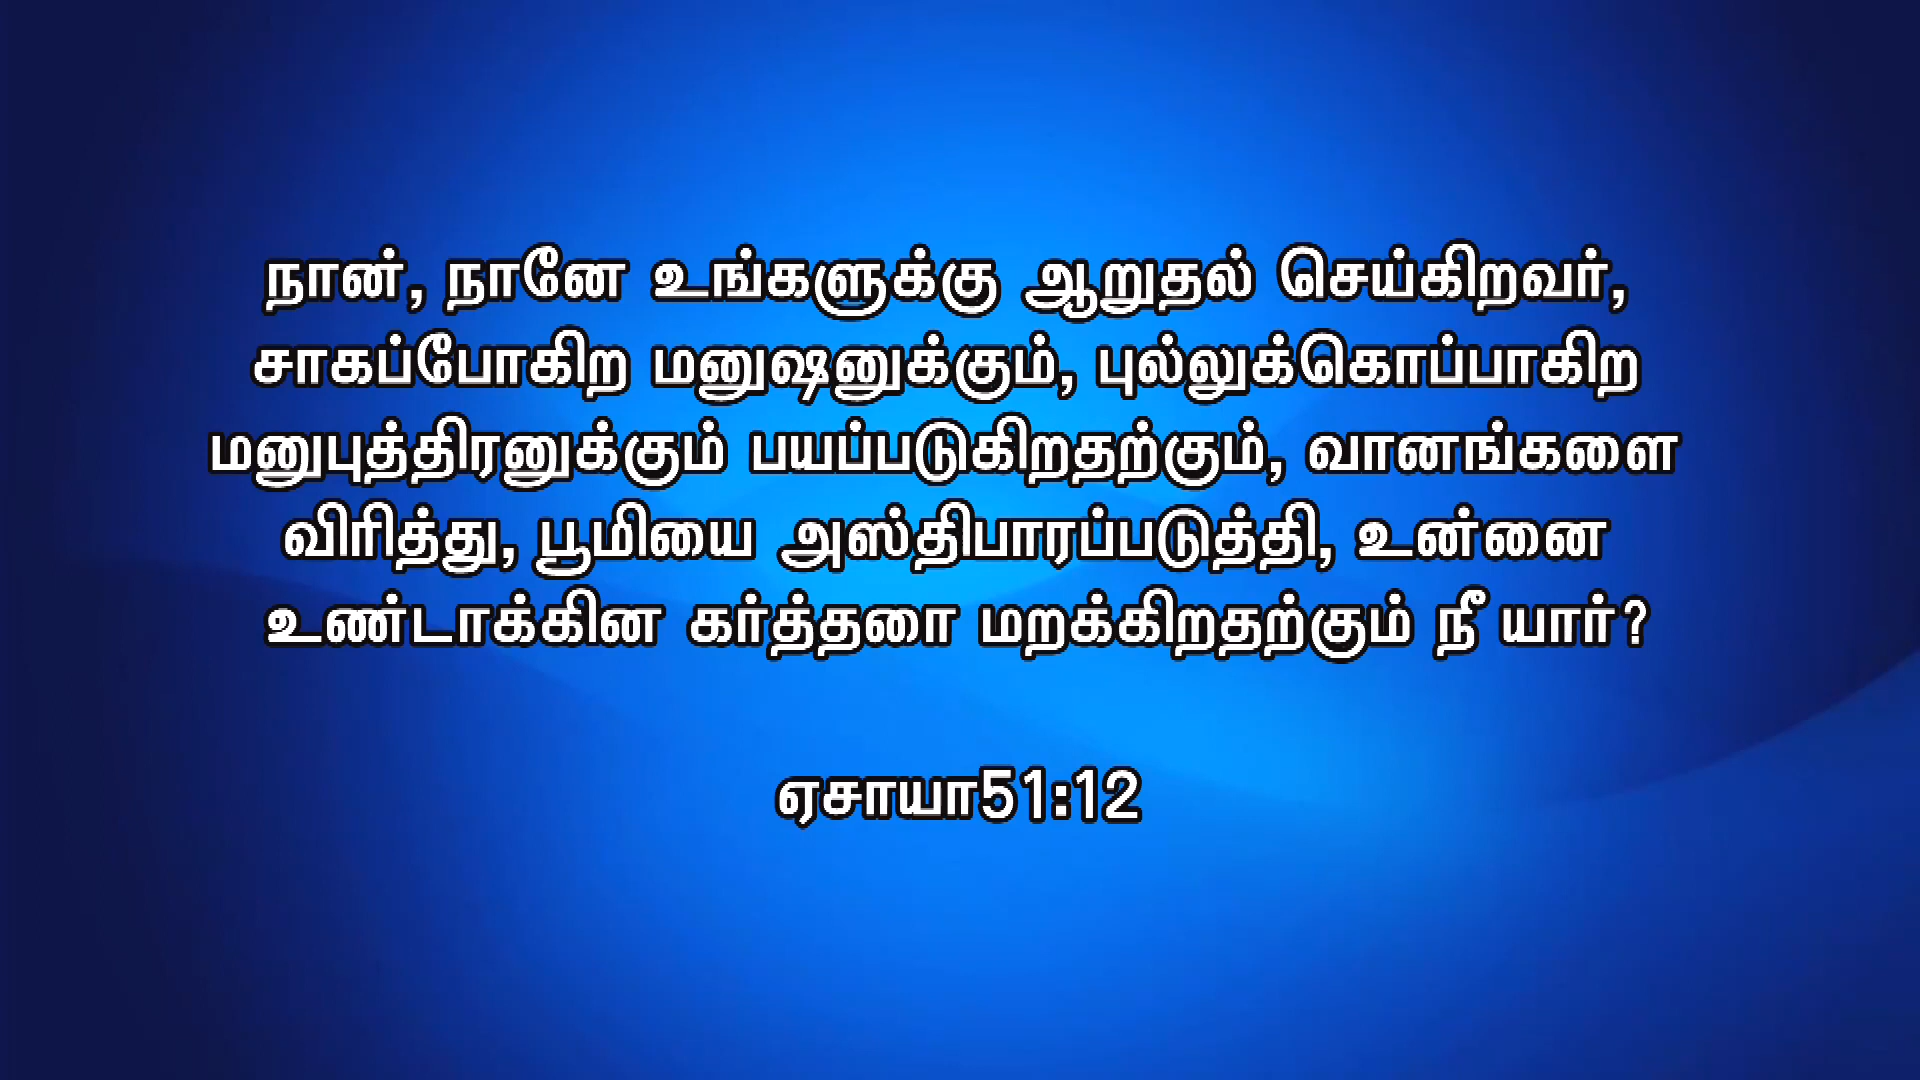 நான், நானே உங்களுக்கு ஆறுதல் செய்கிறவர்,
சாகப்போகிற மனுஷனுக்கும், புல்லுக்கொப்பாகிற
மனுபுத்திரனுக்கும் பயப்படுகிறதற்கும், வானங்களை
விரித்து, பூமியை அஸ்திபாரப்படுத்தி, உன்னை
உண்டாக்கின கர்த்தரை மறக்கிறதற்கும் நீ யார்?
ஏசாயா51:12